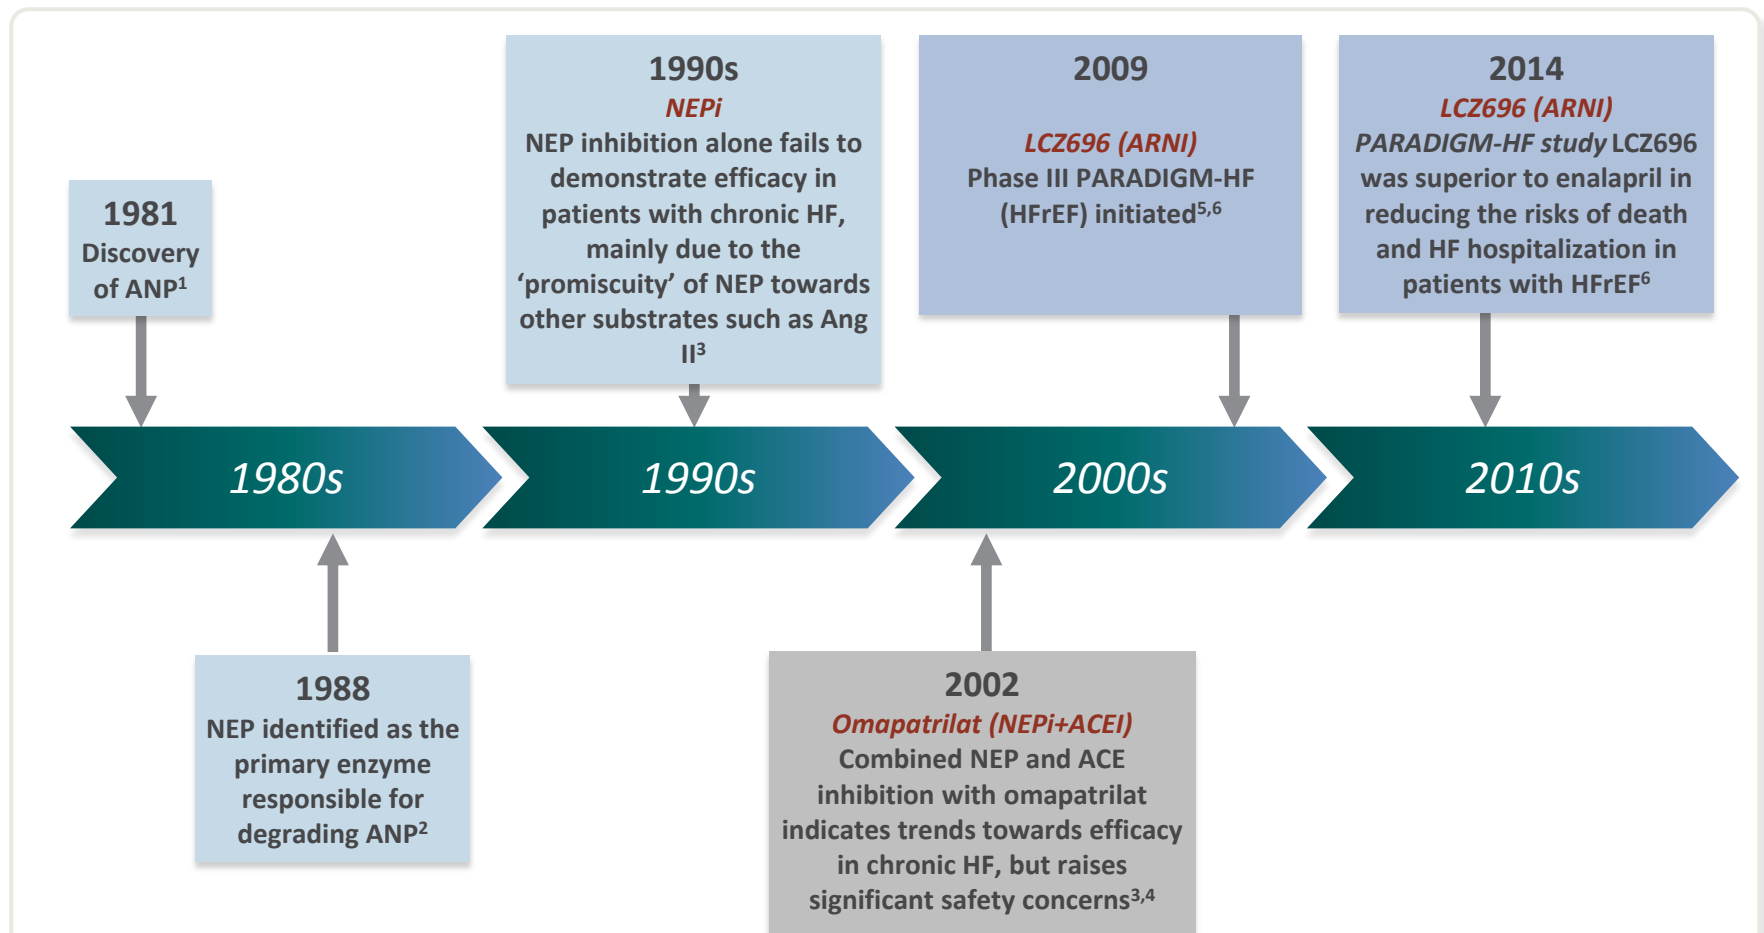 1981
Discovery
of ANP¹
1990s
NEPi
NEP inhibition alone fails to
demonstrate efficacy in
patients with chronic HF,
mainly due to the
‘promiscuity’ of NEP towards
other substrates such as Ang
II³
2009
LCZ696 (ARNI)
Phase III PARADIGM-HF
(HFrEF) initiated⁵,⁶
2014
LCZ696 (ARNI)
PARADIGM-HF study LCZ696
was superior to enalapril in
reducing the risks of death
and HF hospitalization in
patients with HFrEF⁶
1980s
1990s
2000s
2010s
1988
NEP identified as the
primary enzyme
responsible for
degrading ANP²
2002
Omapatrilat (NEPi+ACEI)
Combined NEP and ACE
inhibition with omapatrilat
indicates trends towards efficacy
in chronic HF, but raises
significant safety concerns³,⁴